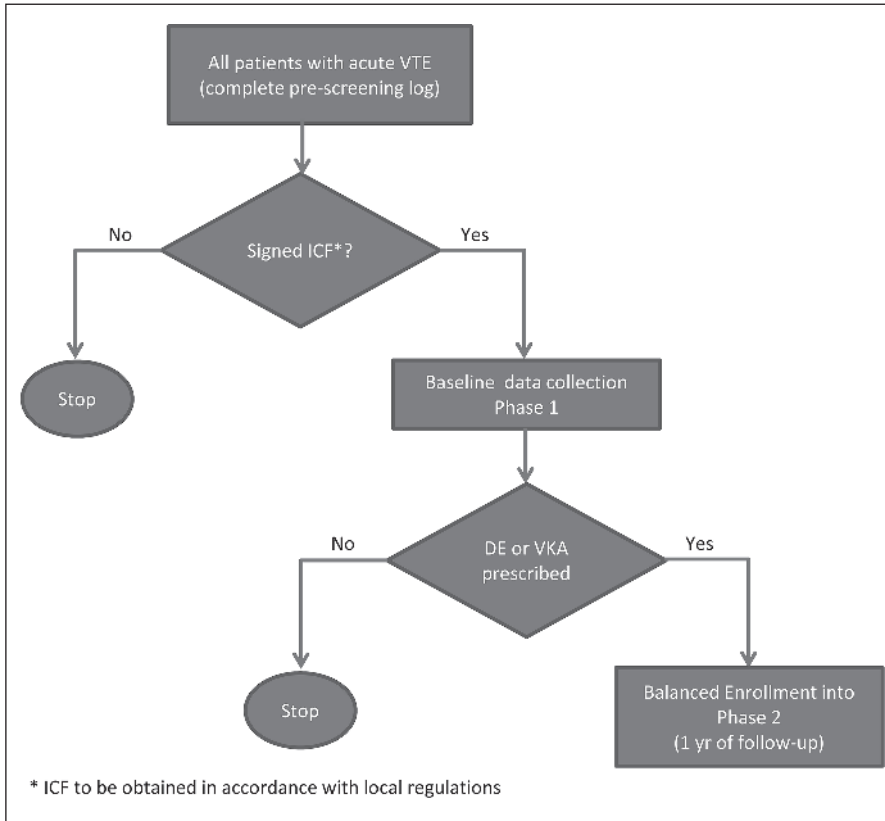 All patients with acute VTE
(complete pre-screening log)
No
Signed ICF*?
Yes
Stop
Baseline data collection
Phase 1
No
DE or VKA
prescribed
Yes
Stop
Balanced Enrollment into
Phase 2
(1 yr of follow-up)
* ICF to be obtained in accordance with local regulations